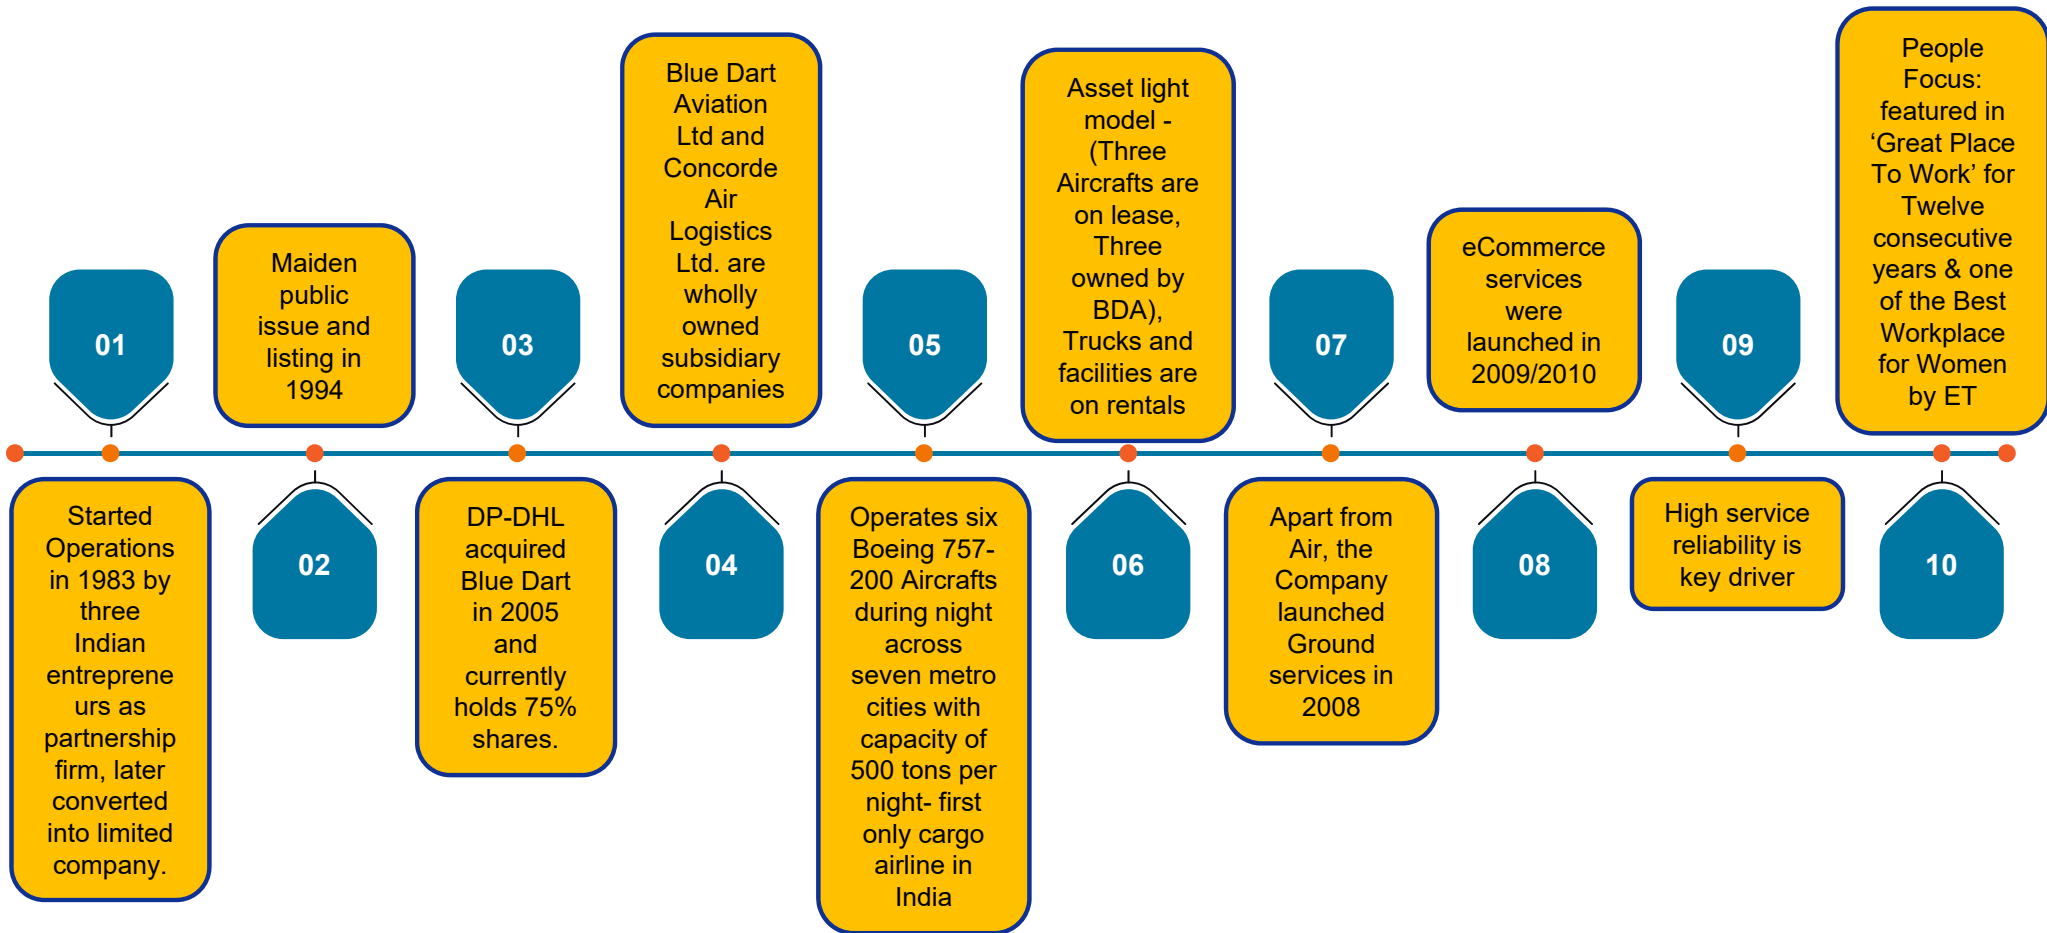 01
Started
Operations
in 1983 by
three
Indian
entreprene
urs as
partnership
firm, later
converted
into limited
company.
02
Maiden
public
issue and
listing in
1994
03
DP-DHL
acquired
Blue Dart
in 2005
and
currently
holds 75%
shares.
04
Blue Dart
Aviation
Ltd and
Concorde
Air
Logistics
Ltd. are
wholly
owned
subsidiary
companies
05
Operates six
Boeing 757-
200 Aircrafts
during night
across
seven metro
cities with
capacity of
500 tons per
night- first
only cargo
airline in
India
06
Asset light
model -
(Three
Aircrafts are
on lease,
Three
owned by
BDA),
Trucks and
facilities are
on rentals
07
Apart from
Air, the
Company
launched
Ground
services in
2008
08
eCommerce
services
were
launched in
2009/2010
09
High service
reliability is
key driver
10
People
Focus:
featured in
‘Great Place
To Work’ for
Twelve
consecutive
years & one
of the Best
Workplace
for Women
by ET